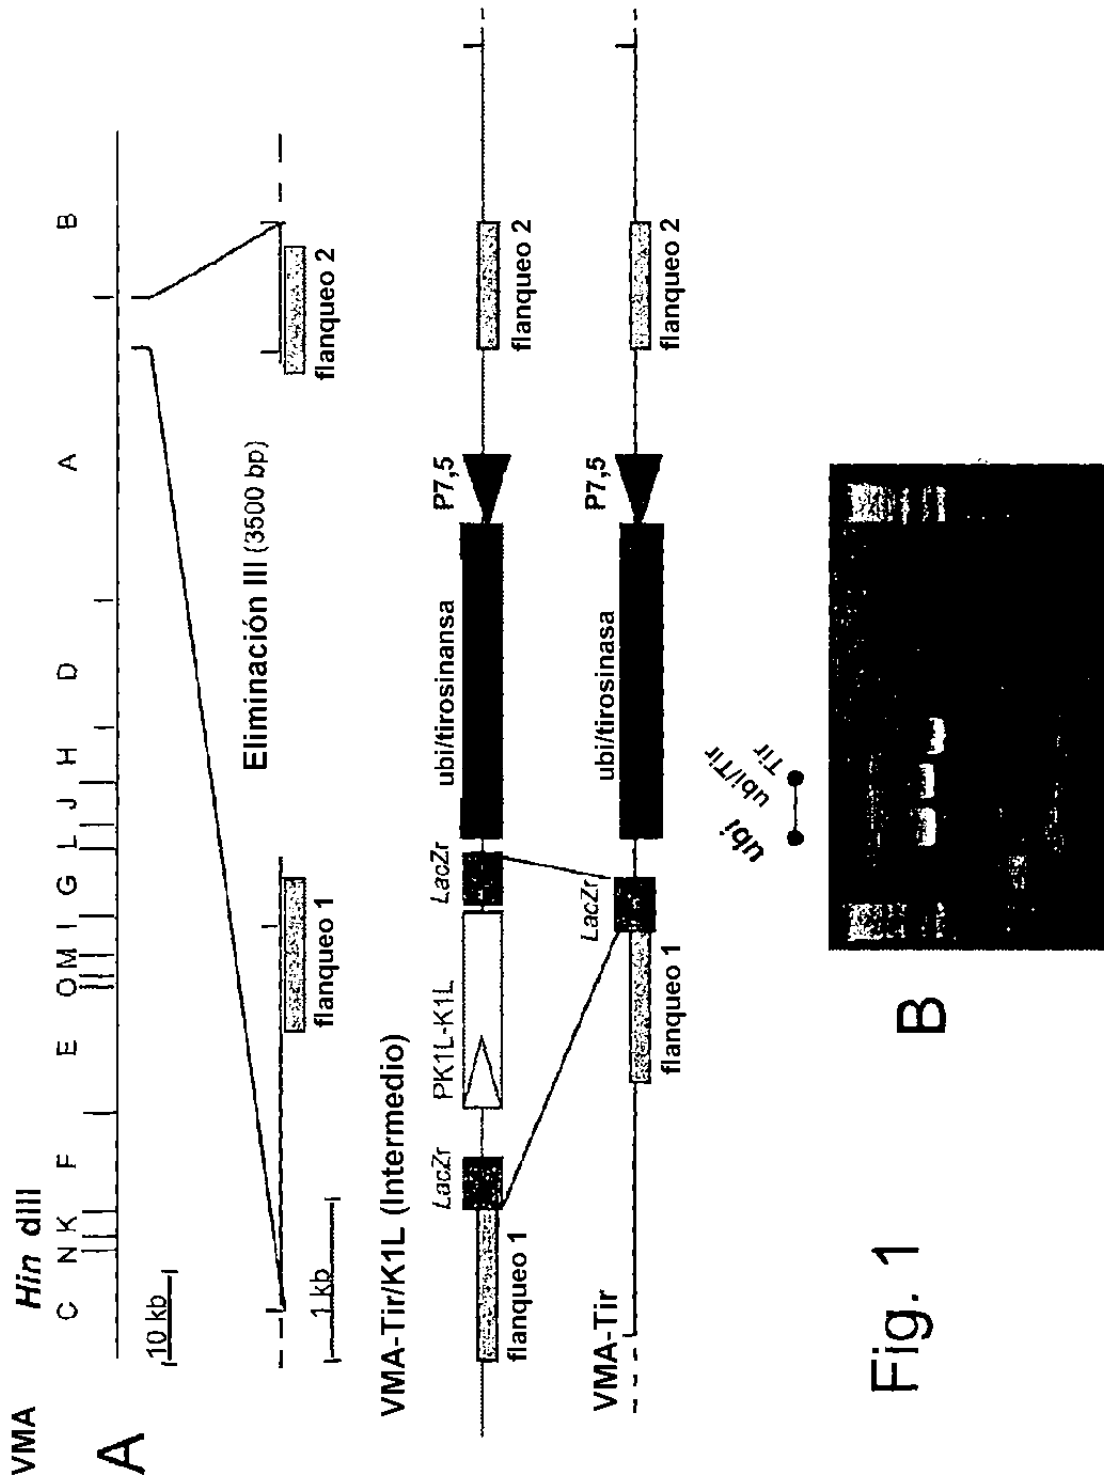 VMA
Hin dIII
A
C N K F E O M I G L J H D A B
10 kb
Eliminación III (3500 bp)
flanqueo 1
flanqueo 2
1 kb
VMA-Tir/K1L (Intermedio)
LacZr
PK1L-K1L
LacZr
ubi/tirosinansa
P7,5
flanqueo 1
flanqueo 2
VMA-Tir
LacZr
ubi/tirosinasa
P7,5
flanqueo 1
flanqueo 2
ubi
ubi/Tir
Tir
B
Fig. 1